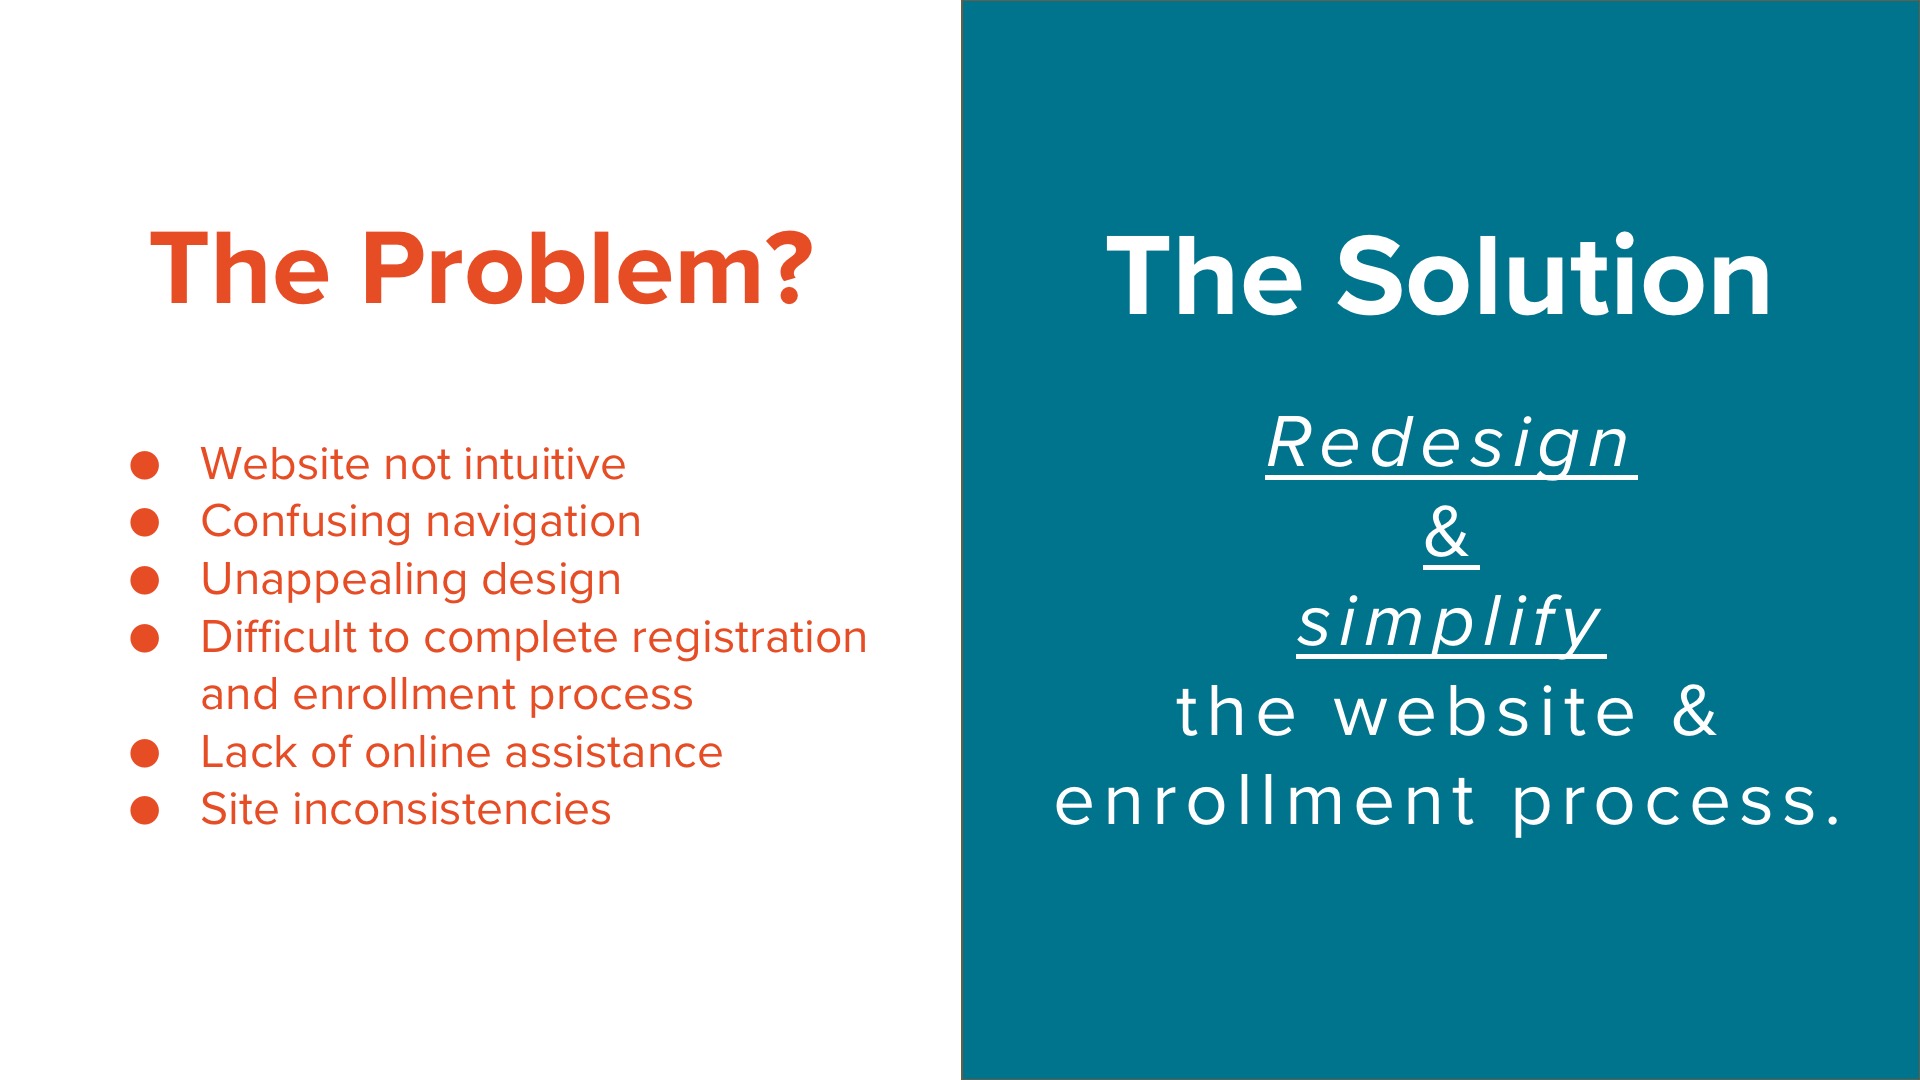 The Problem?
● Website not intuitive
● Confusing navigation
● Unappealing design
● Difficult to complete registration
and enrollment process
● Lack of online assistance
● Site inconsistencies
The Solution
Redesign
&
simplify
the website &
enrollment process.